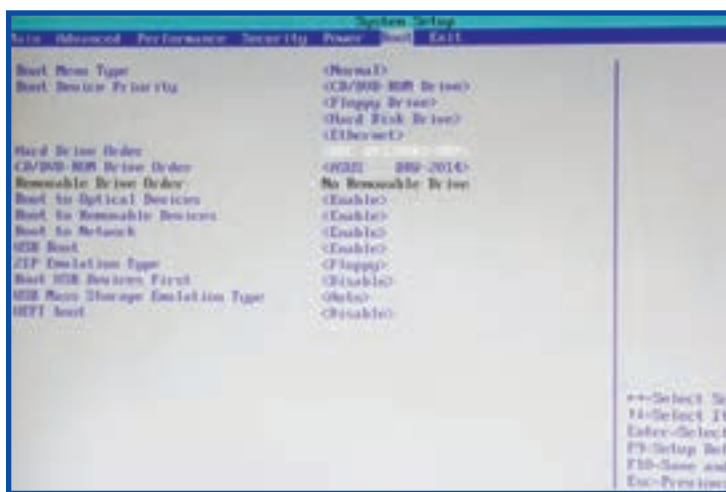 System Setup
Main Advanced Performance Security Power Boot Exit
Boot Menu Type <Normal>
Boot Device Priority <CD/DVD-ROM Drive>
<Floppy Drive>
<Hard Disk Drive>
<Ethernet>
Hard Drive Order
CD/DVD-ROM Drive Order <ASUS DRW-2014>
Removable Drive Order No Removable Drive
Boot to Optical Devices <Enable>
Boot to Removable Devices <Enable>
Boot to Network <Enable>
USB Boot <Enable>
ZIP Emulation Type <Floppy>
Boot USB Devices First <Disable>
USB Mass Storage Emulation Type <Auto>
UEFI boot <Disable>
=Select
=Select
Enter=Select
F9=Setup
F10=Save and
Esc=Previous